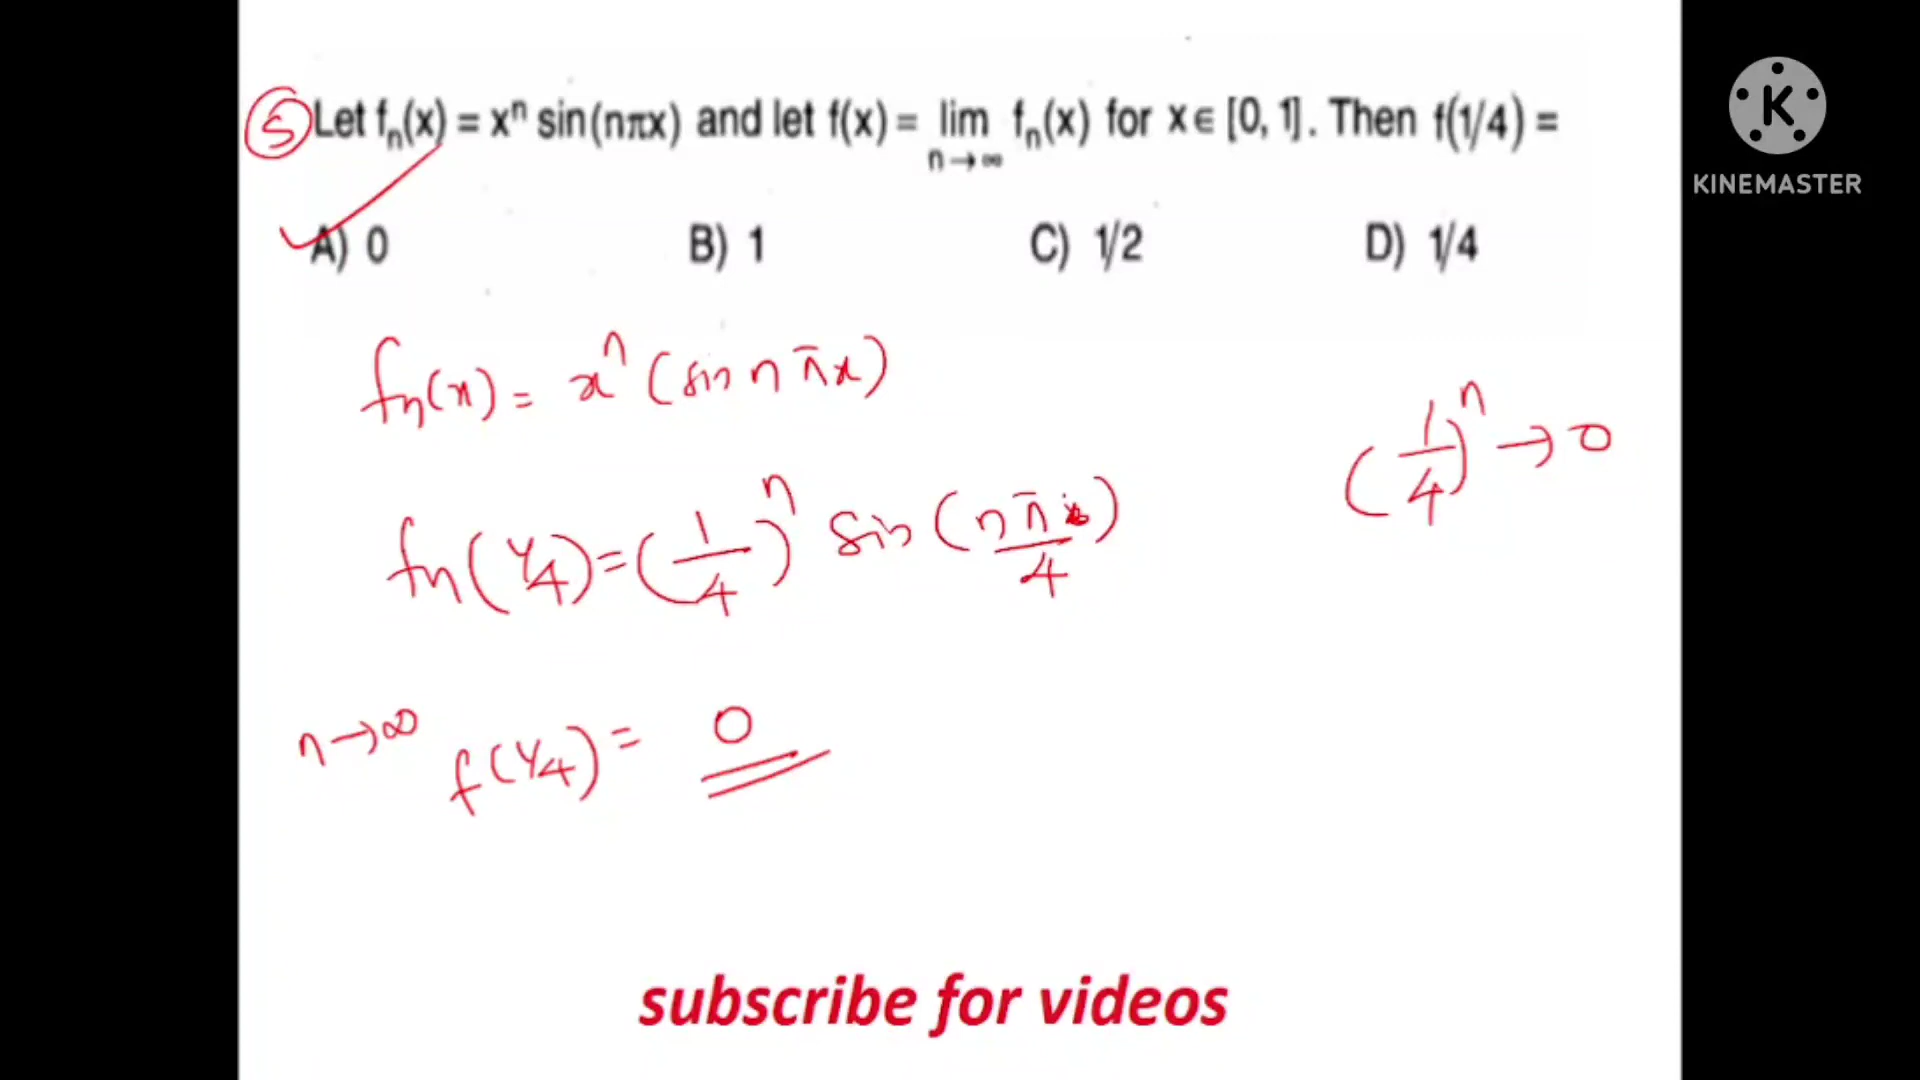 ⑤ Let fₙ(x) = xⁿ sin(nπx) and let f(x) = lim n→∞ fₙ(x) for x∈ [0, 1]. Then f(1/4) =
KINEMASTER
A) 0 B) 1 C) 1/2 D) 1/4
fₙ(x) = xⁿ (sin nπx)
(1/4)ⁿ → 0
fₙ(1/4) = (1/4)ⁿ sin(nπ/4)
n→∞ f(1/4) = 0
subscribe for videos